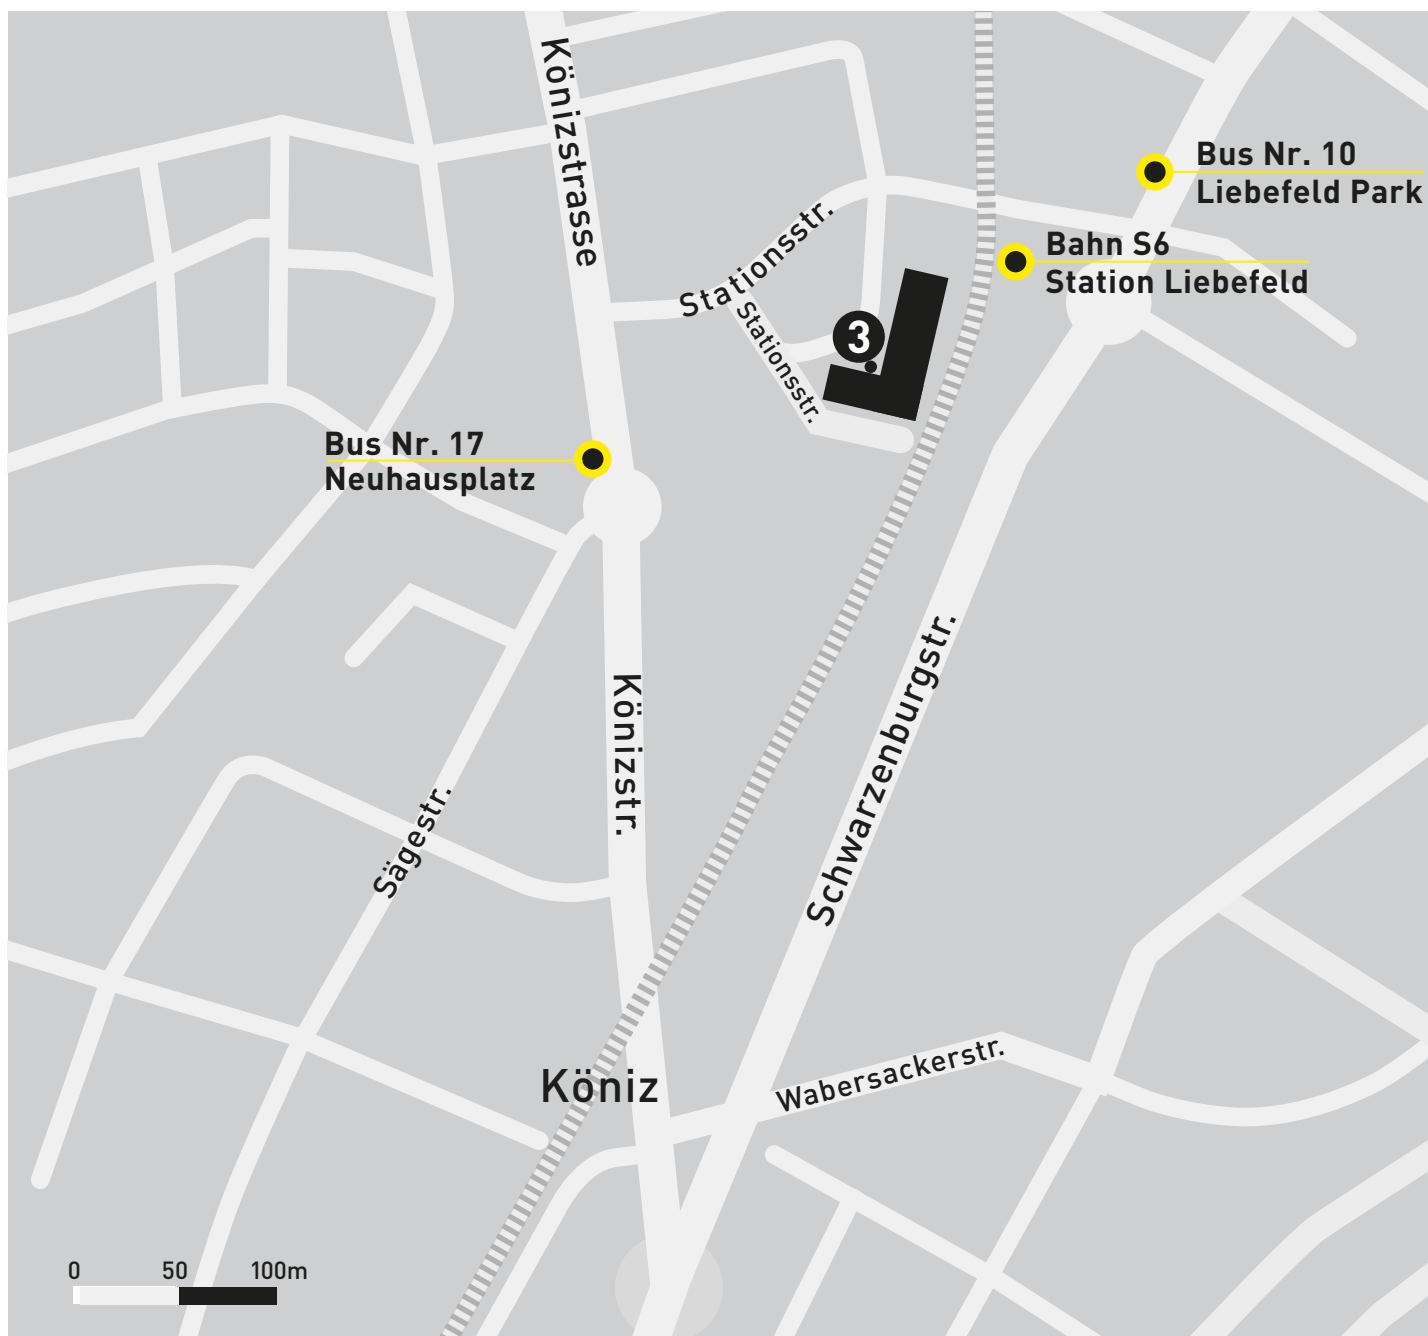 Könizstrasse
Bus Nr. 10
Liebefeld Park
Stationsstr.
Bahn S6
Station Liebefeld
Stationsstr.
3
Bus Nr. 17
Neuhausplatz
Schwarzenburgstr.
Könizstr.
Sägestr.
Wabersackerstr.
Köniz
0 50 100m